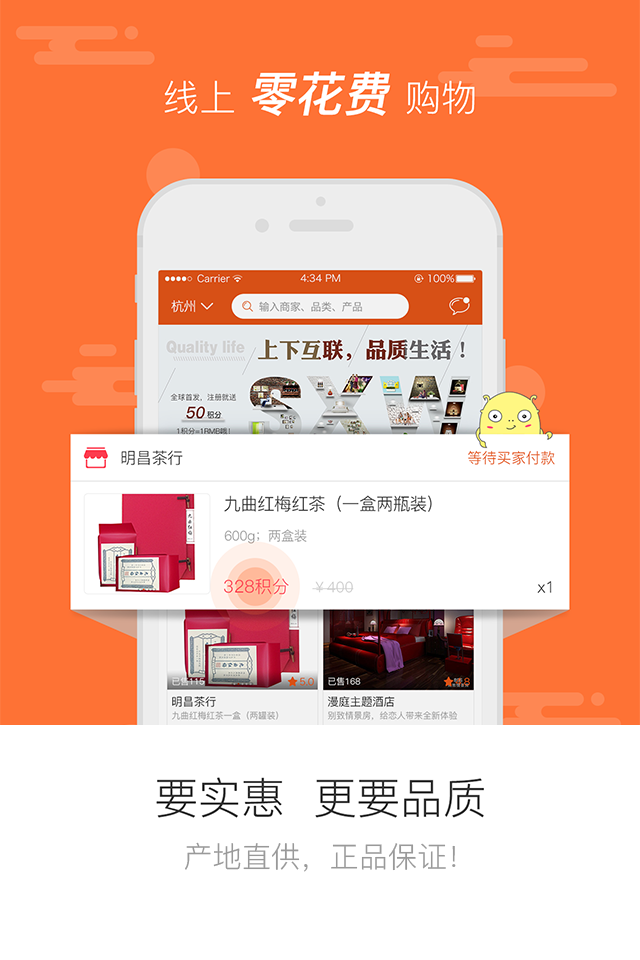 线上 零花费 购物
Carrier 4:34 PM 100%
杭州 输入商家、品类、产品
Quality life 上下互联，品质生活！
全球首发，注册就送
50积分
1积分=1RMB哦！
SXW
明昌茶行 等待买家付款
九曲红梅红茶（一盒两瓶装）
600g；两盒装
328积分 ￥400 x1
已售115 5.0 已售168
明昌茶行 漫庭主题酒店
九曲红梅红茶一盒（两罐装） 别致情景房，给恋人带来全新体验
要实惠 更要品质
产地直供，正品保证！